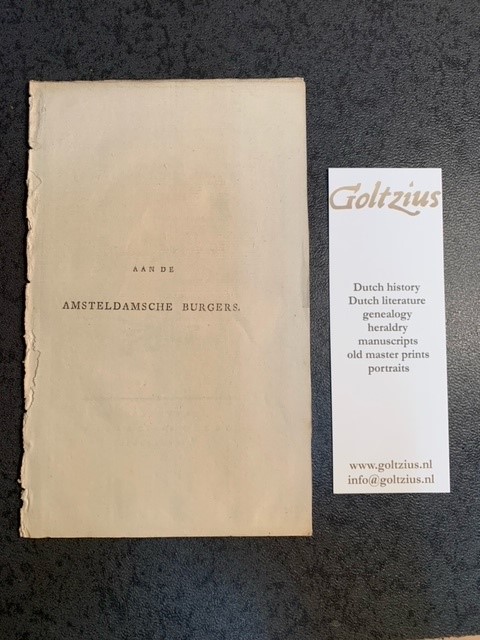 AAN DE
AMSTELDAMSCHE BURGERS.
Goltzius
Dutch history
Dutch literature
genealogy
heraldry
manuscripts
old master prints
portraits
www.goltzius.nl
info@goltzius.nl